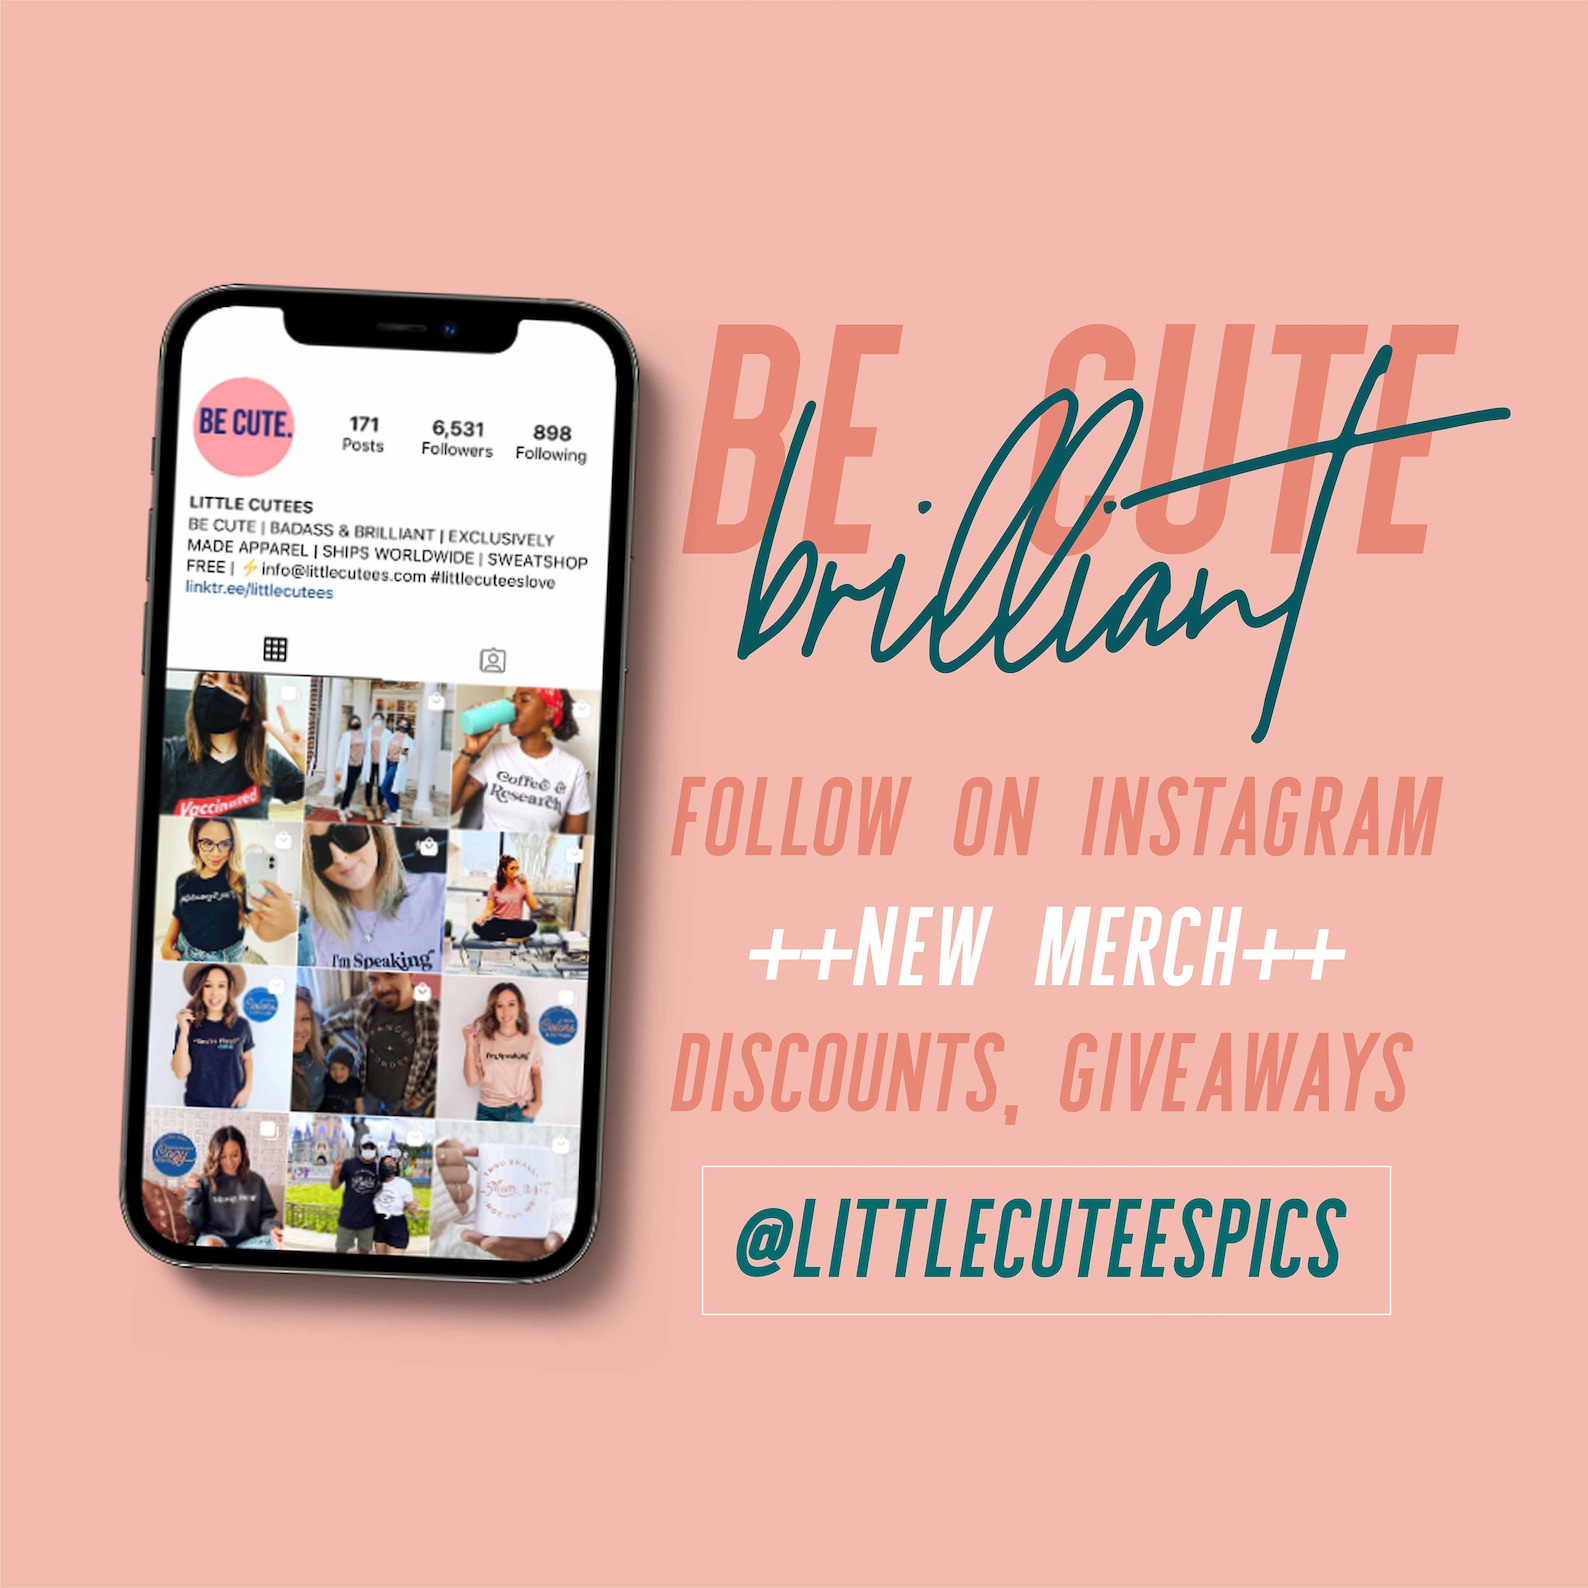 BE CUTE.
171
Posts
6,531
Followers
898
Following
LITTLE CUTEES
BE CUTE | BADASS & BRILLIANT | EXCLUSIVELY
MADE APPAREL | SHIPS WORLDWIDE | SWEATSHOP
FREE | ⚡info@littlecutees.com #littlecuteeslove
linktr.ee/littlecutees
Vaccinated
Coffee &
Research
I'm Speaking
I'm Speaking
Cozy
BE CUTE
brilliant
FOLLOW ON INSTAGRAM
++NEW MERCH++
DISCOUNTS, GIVEAWAYS
@LITTLECUTEESPICS